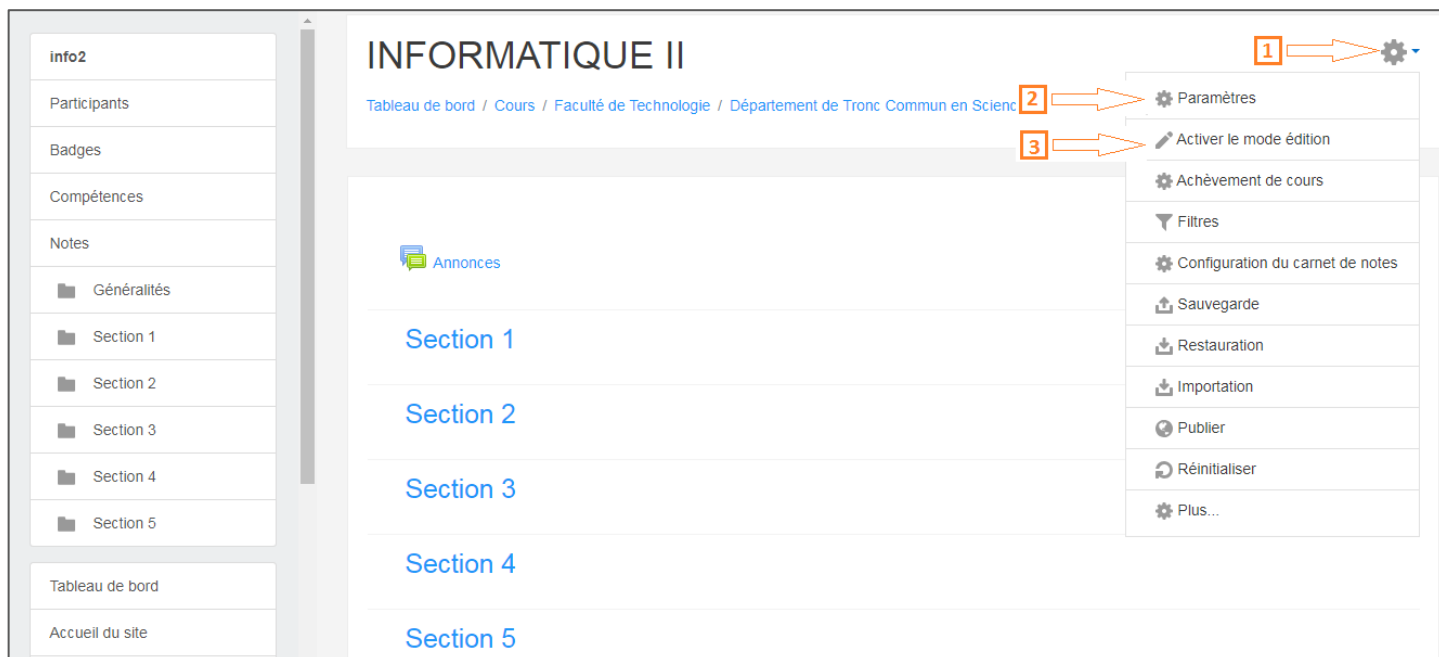 info2
Participants
Badges
Compétences
Notes
Généralités
Section 1
Section 2
Section 3
Section 4
Section 5
Tableau de bord
Accueil du site
INFORMATIQUE II
Tableau de bord / Cours / Faculté de Technologie / Département de Tronc Commun en Scienc
Annonces
Section 1
Section 2
Section 3
Section 4
Section 5
1
2
3
Paramètres
Activer le mode édition
Achèvement de cours
Filtres
Configuration du carnet de notes
Sauvegarde
Restauration
Importation
Publier
Réinitialiser
Plus...